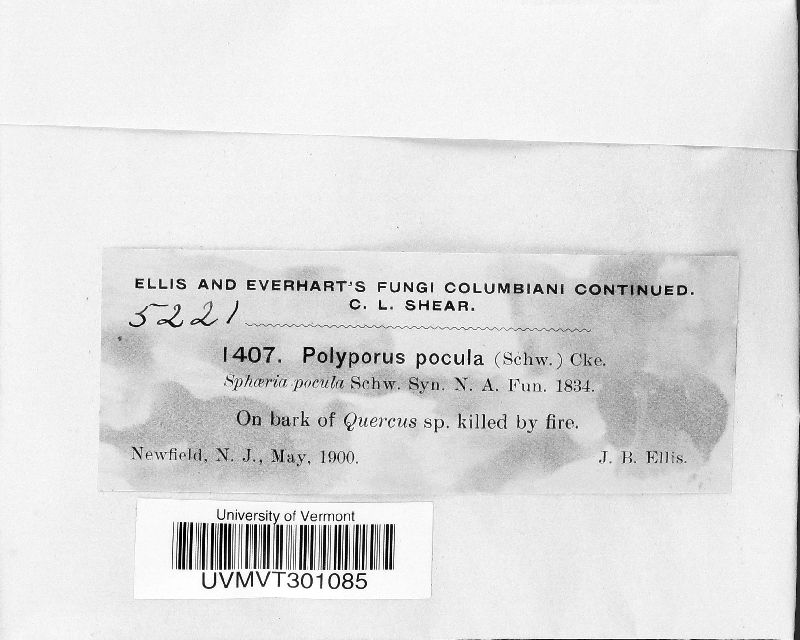 ELLIS AND EVERHART'S FUNGI COLUMBIANI CONTINUED.
C. L. SHEAR.
5221
1407. Polyporus pocula (Schw.) Cke.
Sphæria pocula Schw. Syn. N. A. Fun. 1834.
On bark of Quercus sp. killed by fire.
Newfield, N. J., May, 1900. J. B. Ellis.
University of Vermont
UVMVT301085